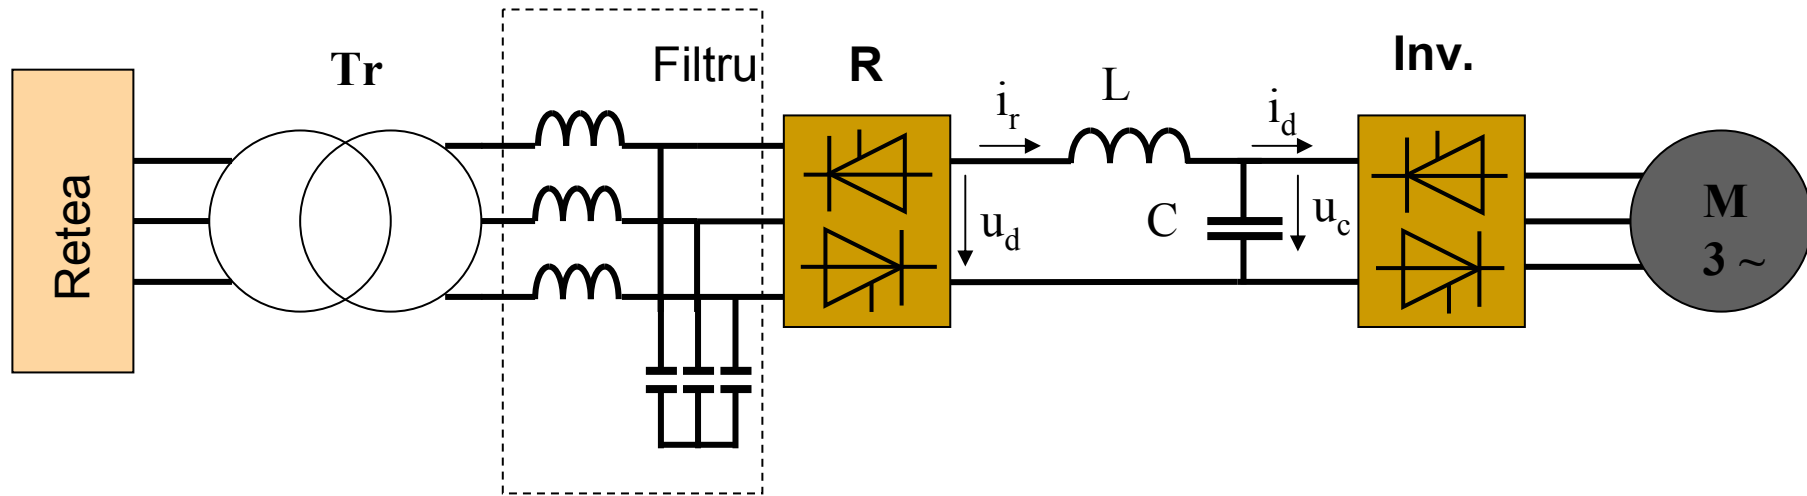 Retea
Tr
Filtru
R
i_r
L
i_d
Inv.
u_d
C
u_c
M
3 ~